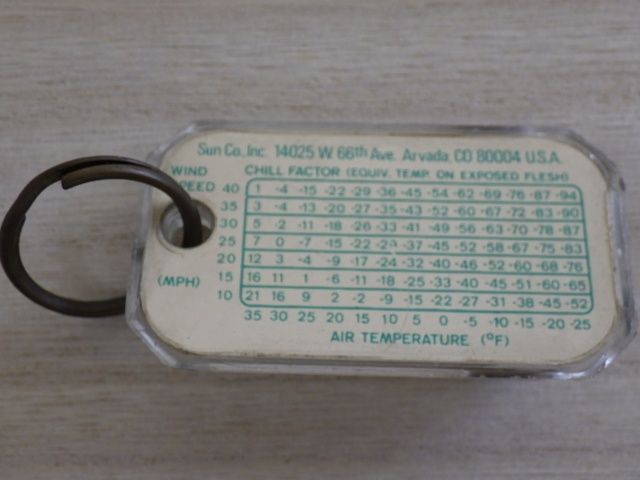 Sun Co., Inc. 14025 W. 66th Ave. Arvada, CO 80004 U.S.A.
WIND SPEED CHILL FACTOR (EQUIV. TEMP. ON EXPOSED FLESH)
40 1 -4 -15 -22 -29 -36 -45 -54 -62 -69 -76 -87 -94
35 3 -4 -13 -20 -27 -35 -43 -52 -60 -67 -72 -83 -90
30 5 -2 -11 -18 -26 -33 -41 -49 -56 -63 -70 -78 -87
25 7 0 -7 -15 -22 -29 -37 -45 -52 -58 -67 -75 -83
20 12 3 -4 -9 -17 -24 -32 -40 -46 -52 -60 -68 -76
(MPH) 15 16 11 1 -6 -11 -18 -25 -33 -40 -45 -51 -60 -65
10 21 16 9 2 -2 -9 -15 -22 -27 -31 -38 -45 -52
35 30 25 20 15 10 5 0 -5 -10 -15 -20 -25
AIR TEMPERATURE (°F)